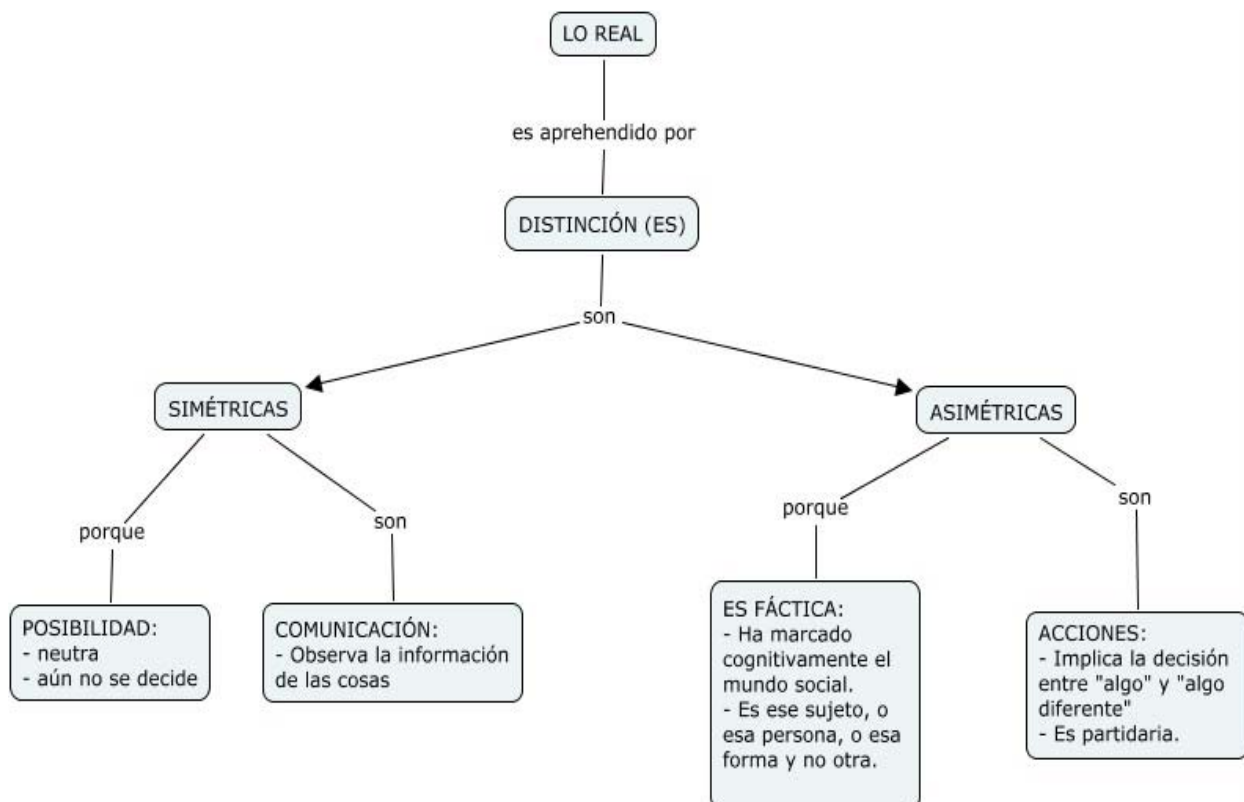 LO REAL
es aprehendido por
DISTINCIÓN (ES)
son
SIMÉTRICAS
ASIMÉTRICAS
porque
son
porque
son
POSIBILIDAD:
- neutra
- aún no se decide
COMUNICACIÓN:
- Observa la información
de las cosas
ES FÁCTICA:
- Ha marcado
cognitivamente el
mundo social.
- Es ese sujeto, o
esa persona, o esa
forma y no otra.
ACCIONES:
- Implica la decisión
entre "algo" y "algo
diferente"
- Es partidaria.